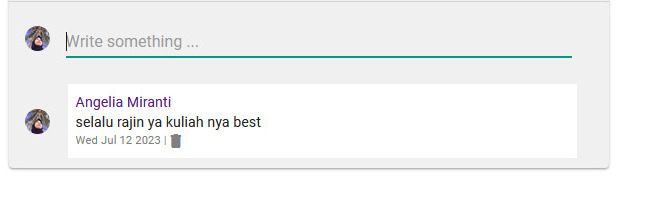 Write something ...
Angelia Miranti
selalu rajin ya kuliah nya best
Wed Jul 12 2023 |